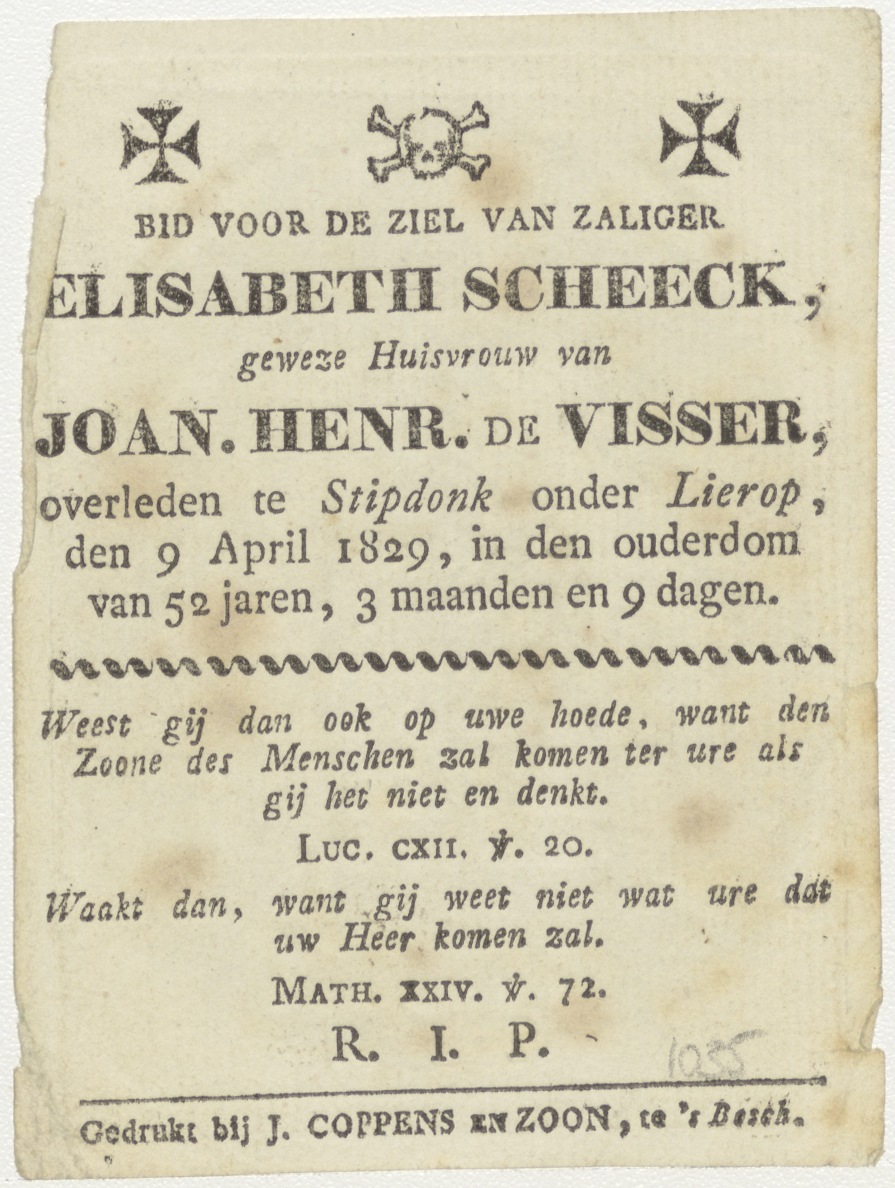 BID VOOR DE ZIEL VAN ZALIGER
ELISABETH SCHEECK,
geweze Huisvrouw van
JOAN. HENR. DE VISSER,
overleden te Stipdonk onder Lierop,
den 9 April 1829, in den ouderdom
van 52 jaren, 3 maanden en 9 dagen.
Weest gij dan ook op uwe hoede, want den
Zoone des Menschen zal komen ter ure als
gij het niet en denkt.
LUC. CXII. ℣. 20.
Waakt dan, want gij weet niet wat ure dat
uw Heer komen zal.
MATH. XXIV. ℣. 72.
R. I. P.
1035
Gedrukt bij J. COPPENS EN ZOON, te 's Bosch.